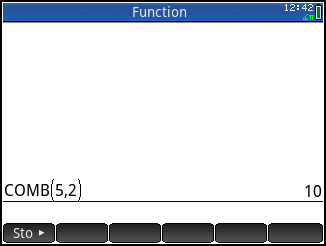 Function
12:42
∡π
COMB(5,2)
10
Sto ▸